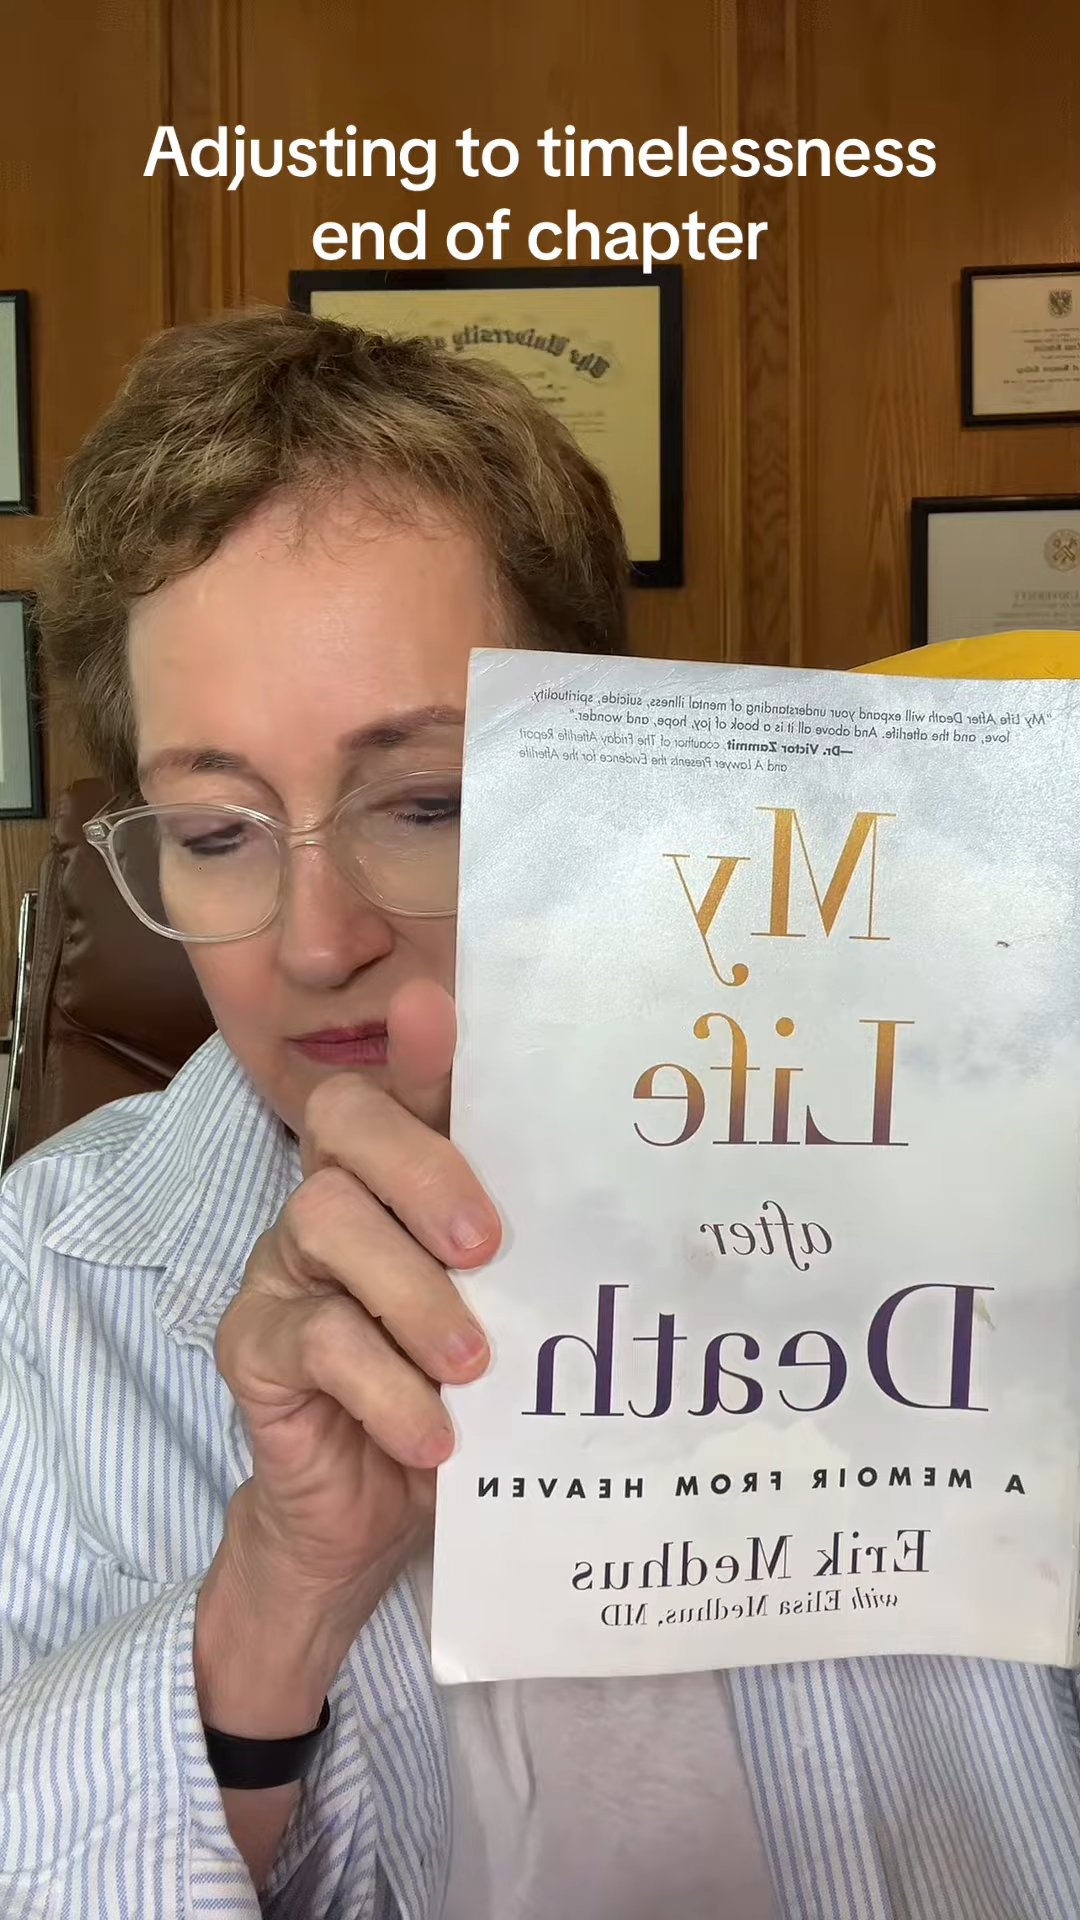 Adjusting to timelessness
end of chapter
The University of
"My Life After Death will expand your understanding of mental illness, suicide, spirituality,
love, and the afterlife. And above all it is a book of joy, hope, and wonder."
—Dr. Victor Zammit, coauthor of The Friday Afterlife Report
and A Lawyer Presents the Evidence for the Afterlife
My
Life
after
Death
A MEMOIR FROM HEAVEN
Erik Medhus
with Elisa Medhus, MD